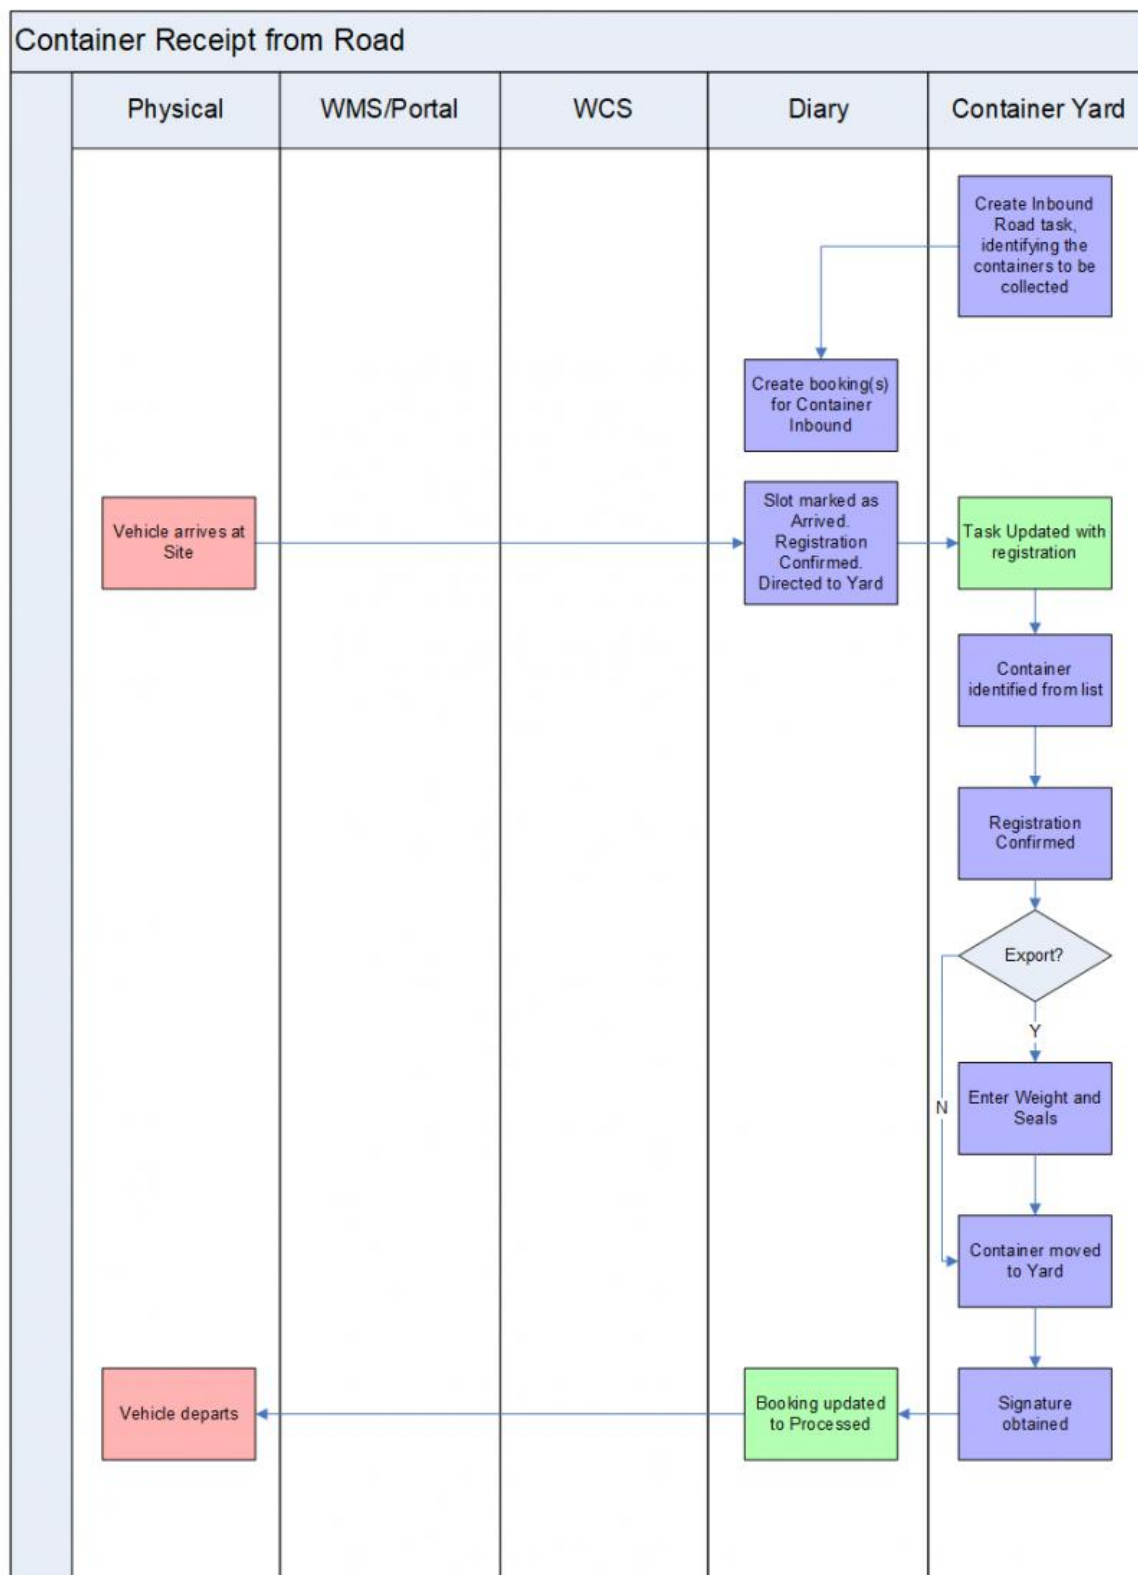 Container Receipt from Road
Physical
WMS/Portal
WCS
Diary
Container Yard
Create Inbound
Road task,
identifying the
containers to be
collected
Create booking(s)
for Container
Inbound
Vehicle arrives at
Site
Slot marked as
Arrived.
Registration
Confirmed.
Directed to Yard
Task Updated with
registration
Container
identified from list
Registration
Confirmed
Export?
Y
N
Enter Weight and
Seals
Container moved
to Yard
Signature
obtained
Booking updated
to Processed
Vehicle departs